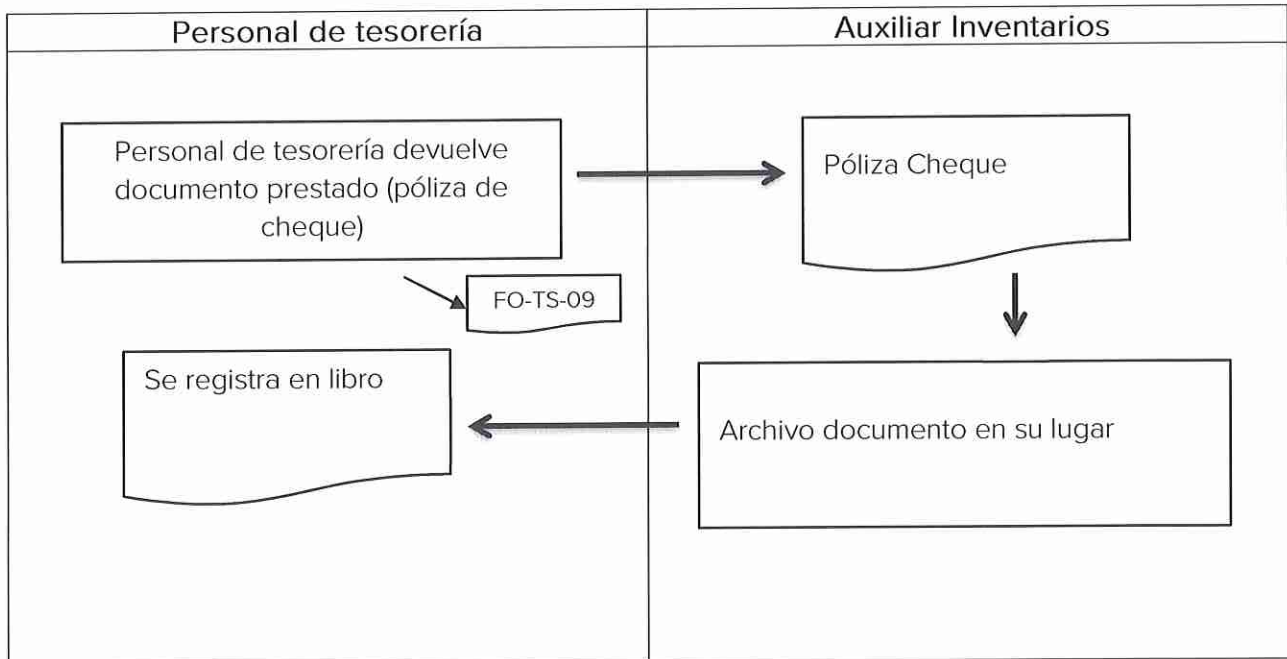 Personal de tesorería
Auxiliar Inventarios
Personal de tesorería devuelve
documento prestado (póliza de
cheque)
Póliza Cheque
FO-TS-09
Se registra en libro
Archivo documento en su lugar